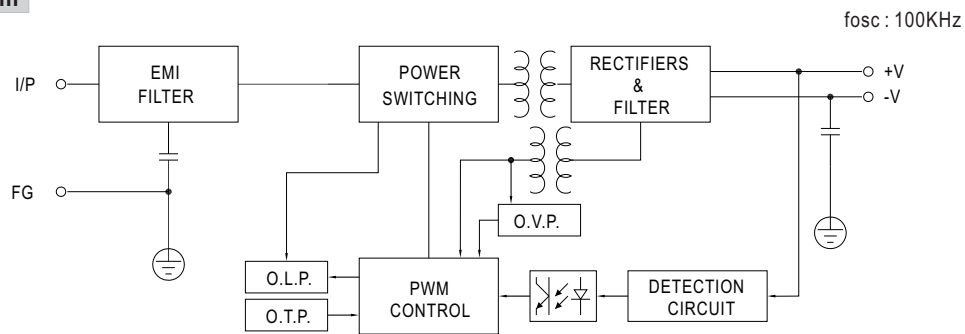 fosc : 100KHz
I/P
EMI
FILTER
POWER
SWITCHING
RECTIFIERS
&
FILTER
+V
-V
FG
O.V.P.
O.L.P.
O.T.P.
PWM
CONTROL
DETECTION
CIRCUIT